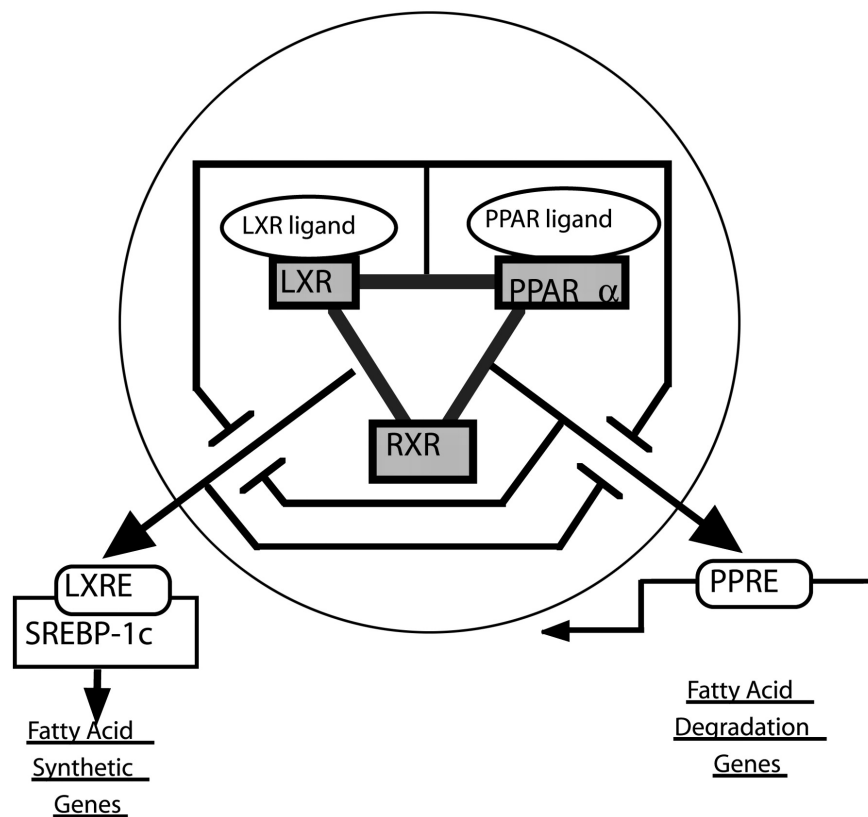 LXR ligand
PPAR ligand
LXR
PPAR α
RXR
LXRE
SREBP-1c
PPRE
Fatty Acid
Synthetic
Genes
Fatty Acid
Degradation
Genes